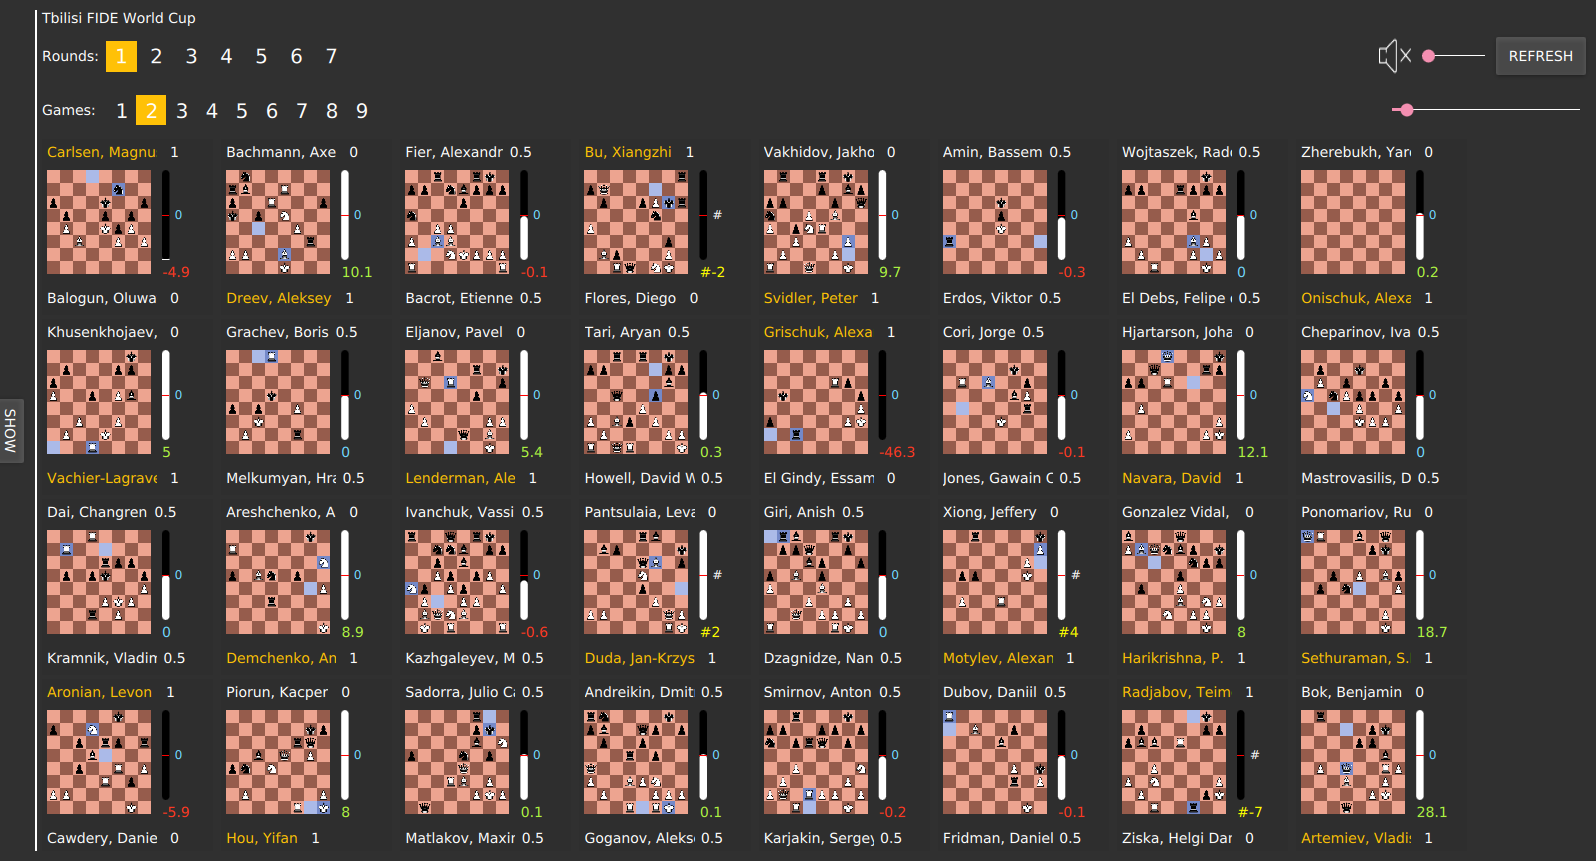 Tbilisi FIDE World Cup
Rounds: 1 2 3 4 5 6 7
REFRESH
Games: 1 2 3 4 5 6 7 8 9
Carlsen, Magnu 1 Bachmann, Axe 0 Fier, Alexandr 0.5 Bu, Xiangzhi 1 Vakhidov, Jakho 0 Amin, Bassem 0.5 Wojtaszek, Rado 0.5 Zherebukh, Yaro 0
0 0 0 # 0 0 0 0
-4.9 10.1 -0.1 #-2 9.7 -0.3 0 0.2
Balogun, Oluwa 0 Dreev, Aleksey 1 Bacrot, Etienne 0.5 Flores, Diego 0 Svidler, Peter 1 Erdos, Viktor 0.5 El Debs, Felipe 0.5 Onischuk, Alexa 1
Khusenkhojaev, 0 Grachev, Boris 0.5 Eljanov, Pavel 0 Tari, Aryan 0.5 Grischuk, Alexa 1 Cori, Jorge 0.5 Hjartarson, Joha 0 Cheparinov, Iva 0.5
SHOW
0 0 0 0 0 0 0 0
5 0 5.4 0.3 -46.3 -0.1 12.1 0
Vachier-Lagrave 1 Melkumyan, Hra 0.5 Lenderman, Ale 1 Howell, David W 0.5 El Gindy, Essam 0 Jones, Gawain C 0.5 Navara, David 1 Mastrovasilis, D 0.5
Dai, Changren 0.5 Areshchenko, A 0 Ivanchuk, Vassi 0.5 Pantsulaia, Leva 0 Giri, Anish 0.5 Xiong, Jeffery 0 Gonzalez Vidal, 0 Ponomariov, Ru 0
0 0 0 # 0 # 0 0
0 8.9 -0.6 #2 0 #4 8 18.7
Kramnik, Vladim 0.5 Demchenko, An 1 Kazhgaleyev, M 0.5 Duda, Jan-Krzys 1 Dzagnidze, Nan 0.5 Motylev, Alexan 1 Harikrishna, P. 1 Sethuraman, S. 1
Aronian, Levon 1 Piorun, Kacper 0 Sadorra, Julio Ca 0.5 Andreikin, Dmit 0.5 Smirnov, Anton 0.5 Dubov, Daniil 0.5 Radjabov, Teim 1 Bok, Benjamin 0
0 0 0 0 0 0 # 0
-5.9 8 0.1 0.1 -0.2 -0.1 #-7 28.1
Cawdery, Danie 0 Hou, Yifan 1 Matlakov, Maxim 0.5 Goganov, Aleks 0.5 Karjakin, Sergey 0.5 Fridman, Daniel 0.5 Ziska, Helgi Dam 0 Artemiev, Vladis 1